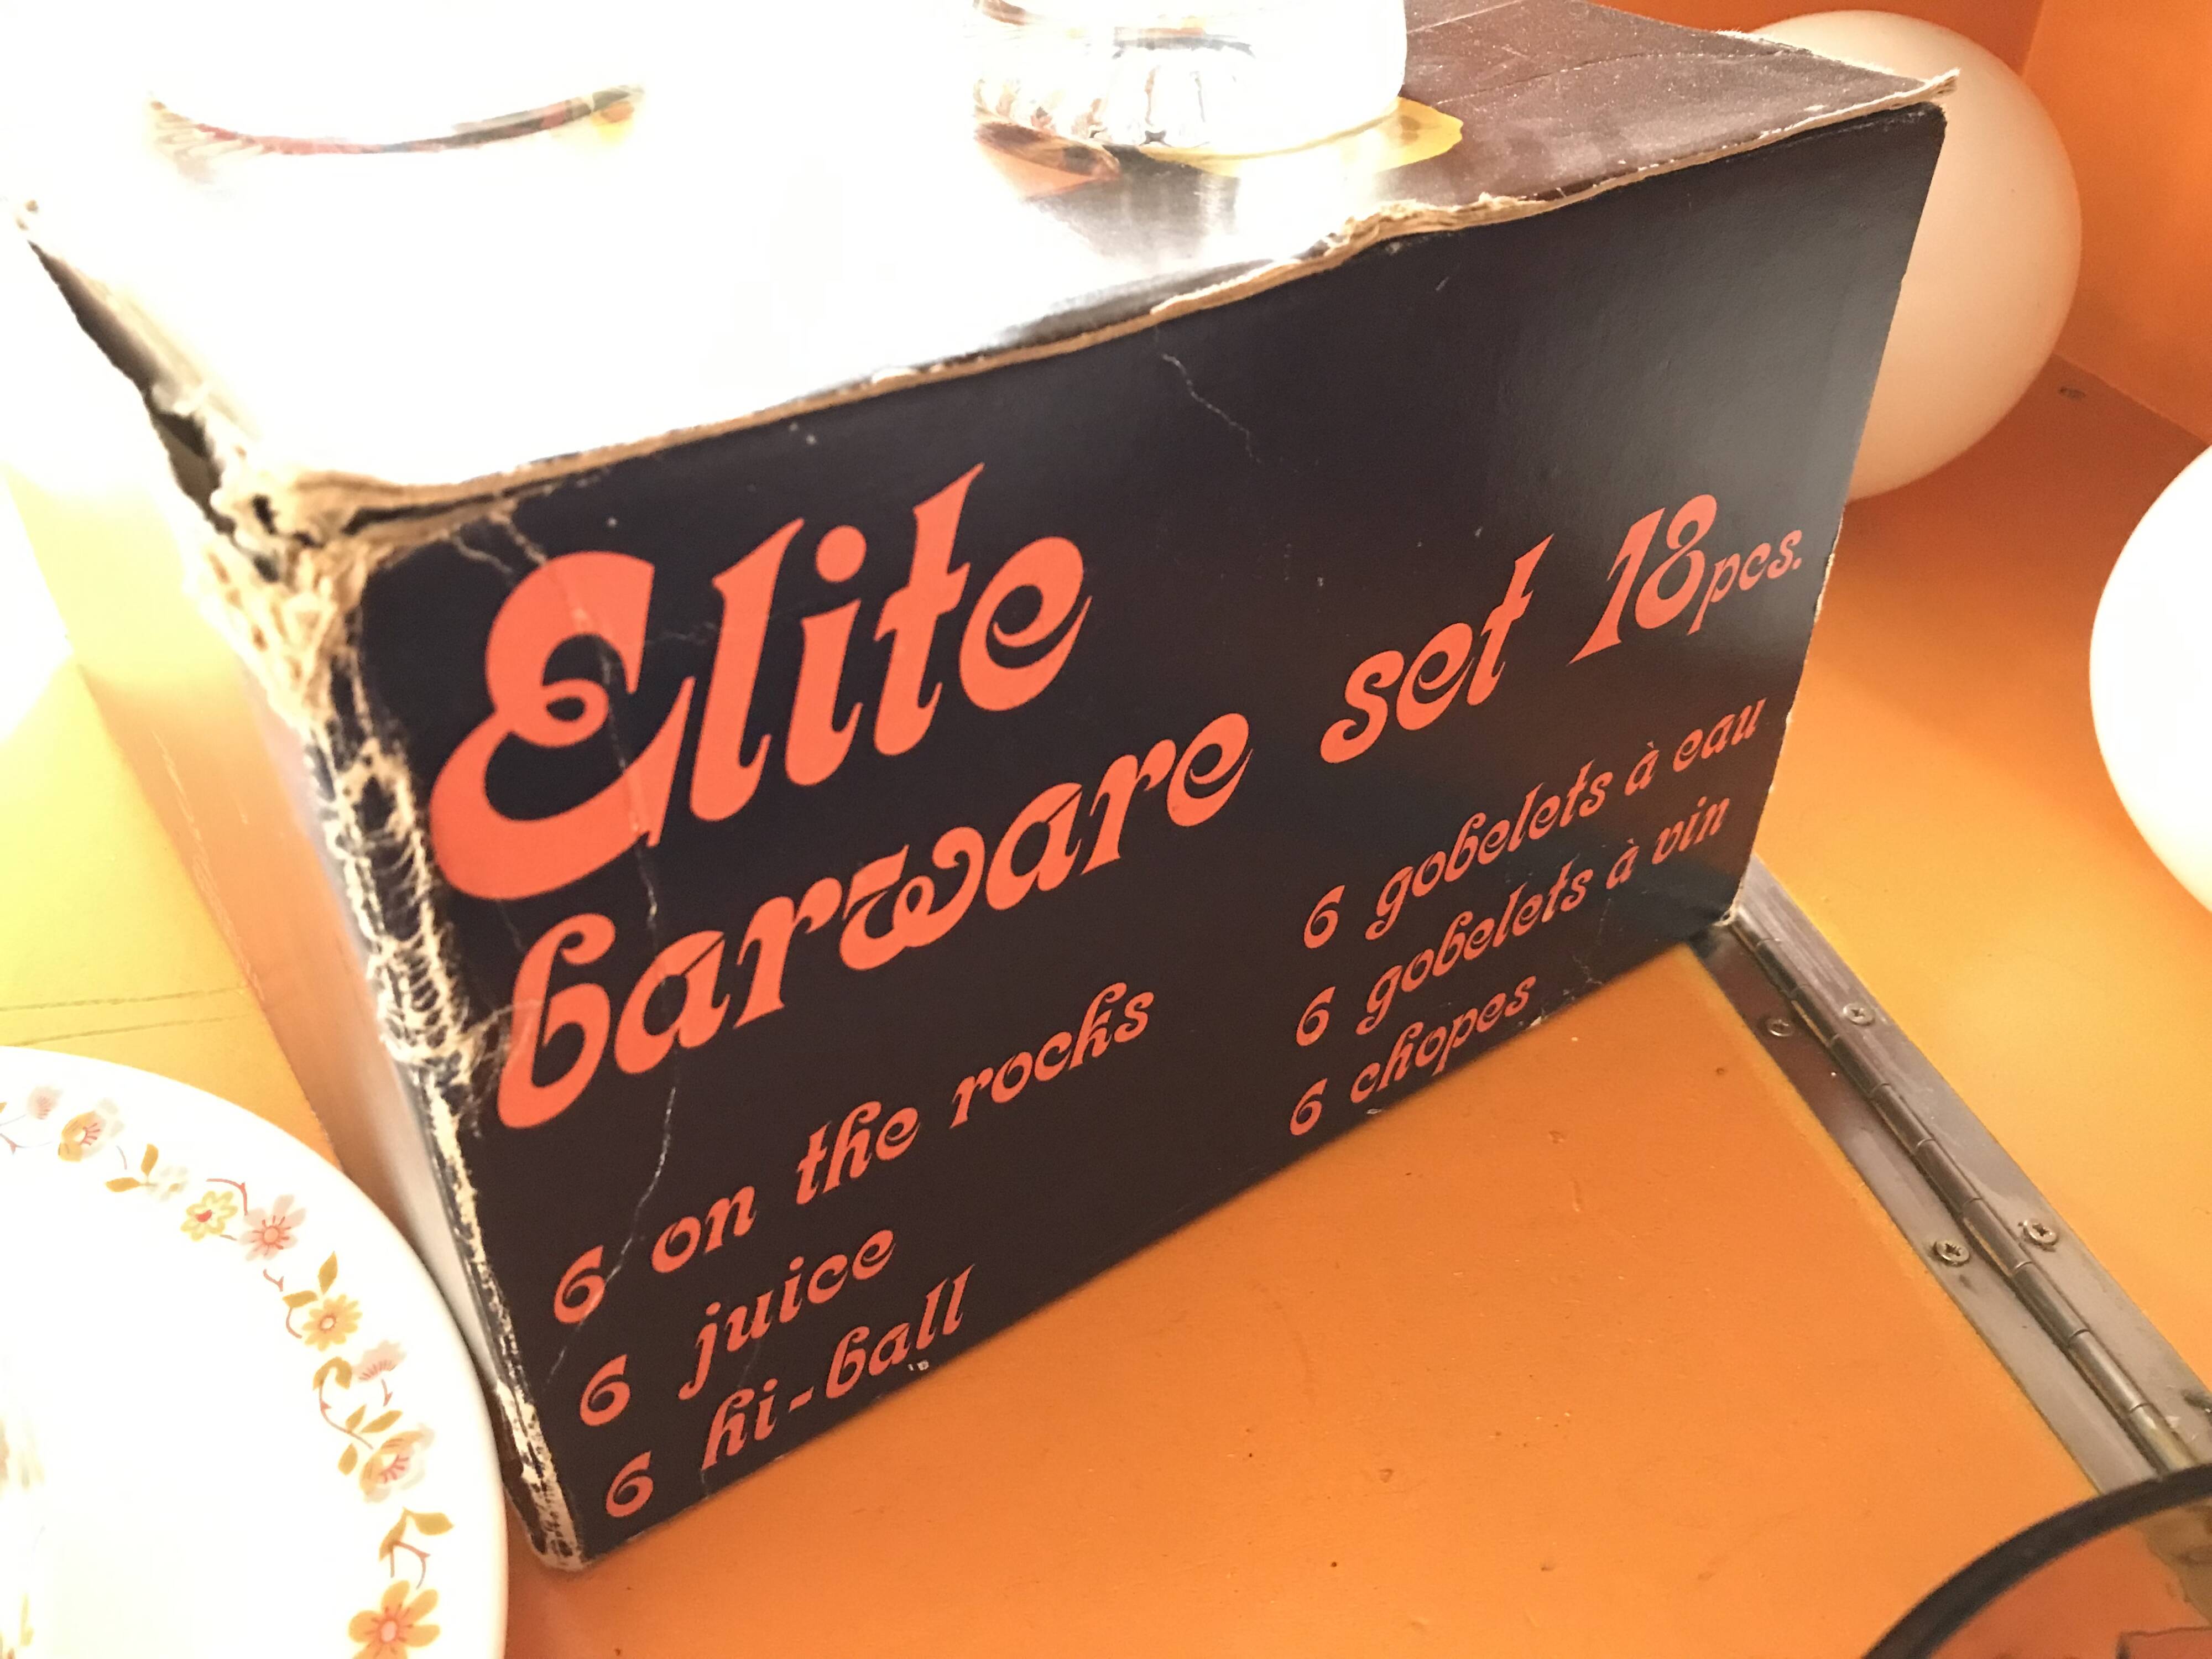 Elite
barware set 18pcs.
6 on the rocks
6 juice
6 hi-ball
6 gobelets à eau
6 gobelets à vin
6 chopes